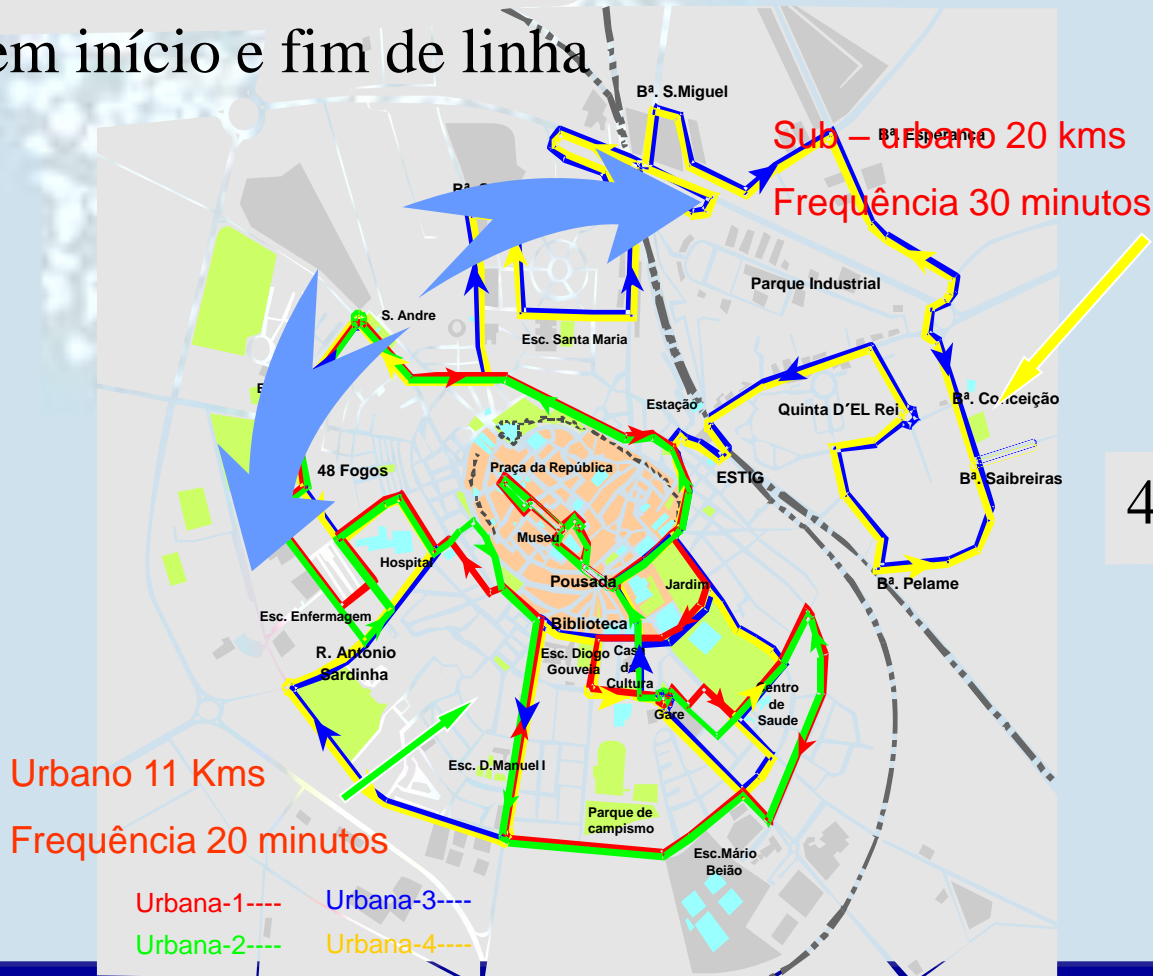 em início e fim de linha
Bª. S.Miguel
Bª. Esperança
Sub – urbano 20 kms
Frequência 30 minutos
Parque Industrial
S. Andre
Esc. Santa Maria
Estação
Quinta D´EL Rei
Bª. Conceição
48 Fogos
Praça da República
ESTIG
Bª. Saibreiras
4
Museu
Hospital
Pousada
Jardim
Bª. Pelame
Esc. Enfermagem
Biblioteca
R. António
Sardinha
Esc. Diogo
Gouveia
Casa
da
Cultura
Centro
de
Saude
Gare
Esc. D.Manuel I
Urbano 11 Kms
Frequência 20 minutos
Parque de
campismo
Esc.Mário
Beião
Urbana-1----
Urbana-3----
Urbana-2----
Urbana-4----